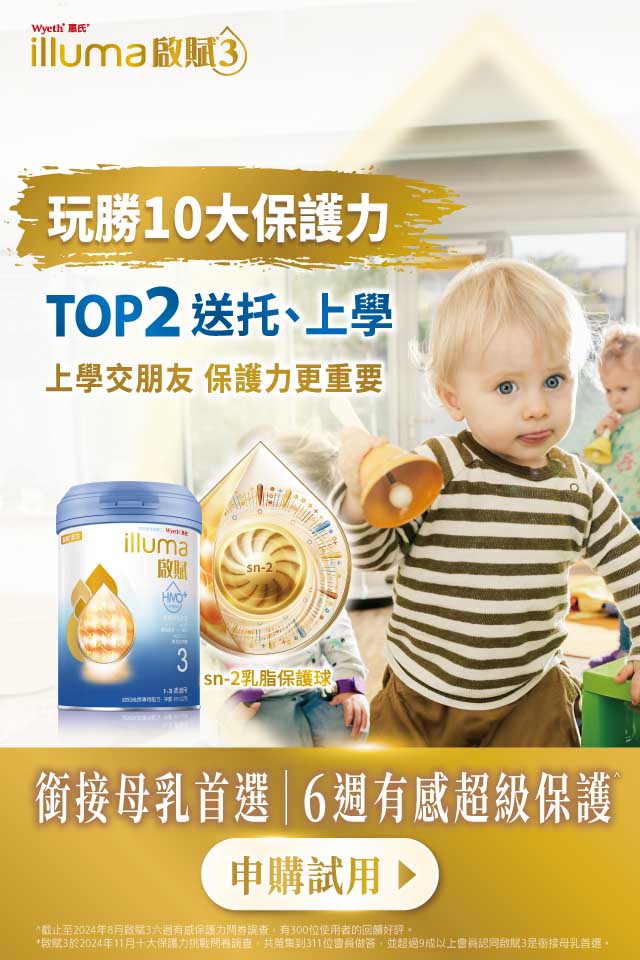 Wyeth® 惠氏®
illuma 啟賦3
玩勝10大保護力
TOP2 送托、上學
上學交朋友 保護力更重要
Wyeth® 惠氏®
illuma
啟賦
HMO+
3
1-3 歲適用
sn-2
sn-2乳脂保護球
銜接母乳首選｜6週有感超級保護^
申購試用
^截止至2024年8月啟賦3六週有感保護力問券調查，有300位使用者的回饋好評。
*啟賦3於2024年11月十大保護力挑戰問卷調查，共蒐集到311位會員做答，並超過9成以上會員認同啟賦3是銜接母乳首選。